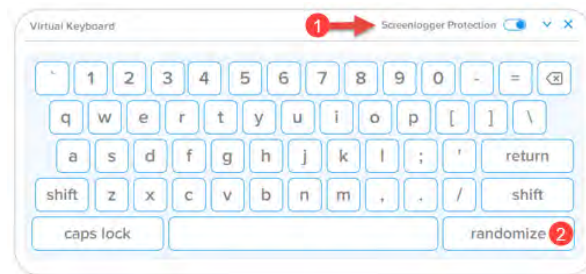 Virtual Keyboard 1 Screenlogger Protection
` 1 2 3 4 5 6 7 8 9 0 - =
q w e r t y u i o p [ ] \
a s d f g h j k l ; ' return
shift z x c v b n m , . / shift
caps lock randomize 2